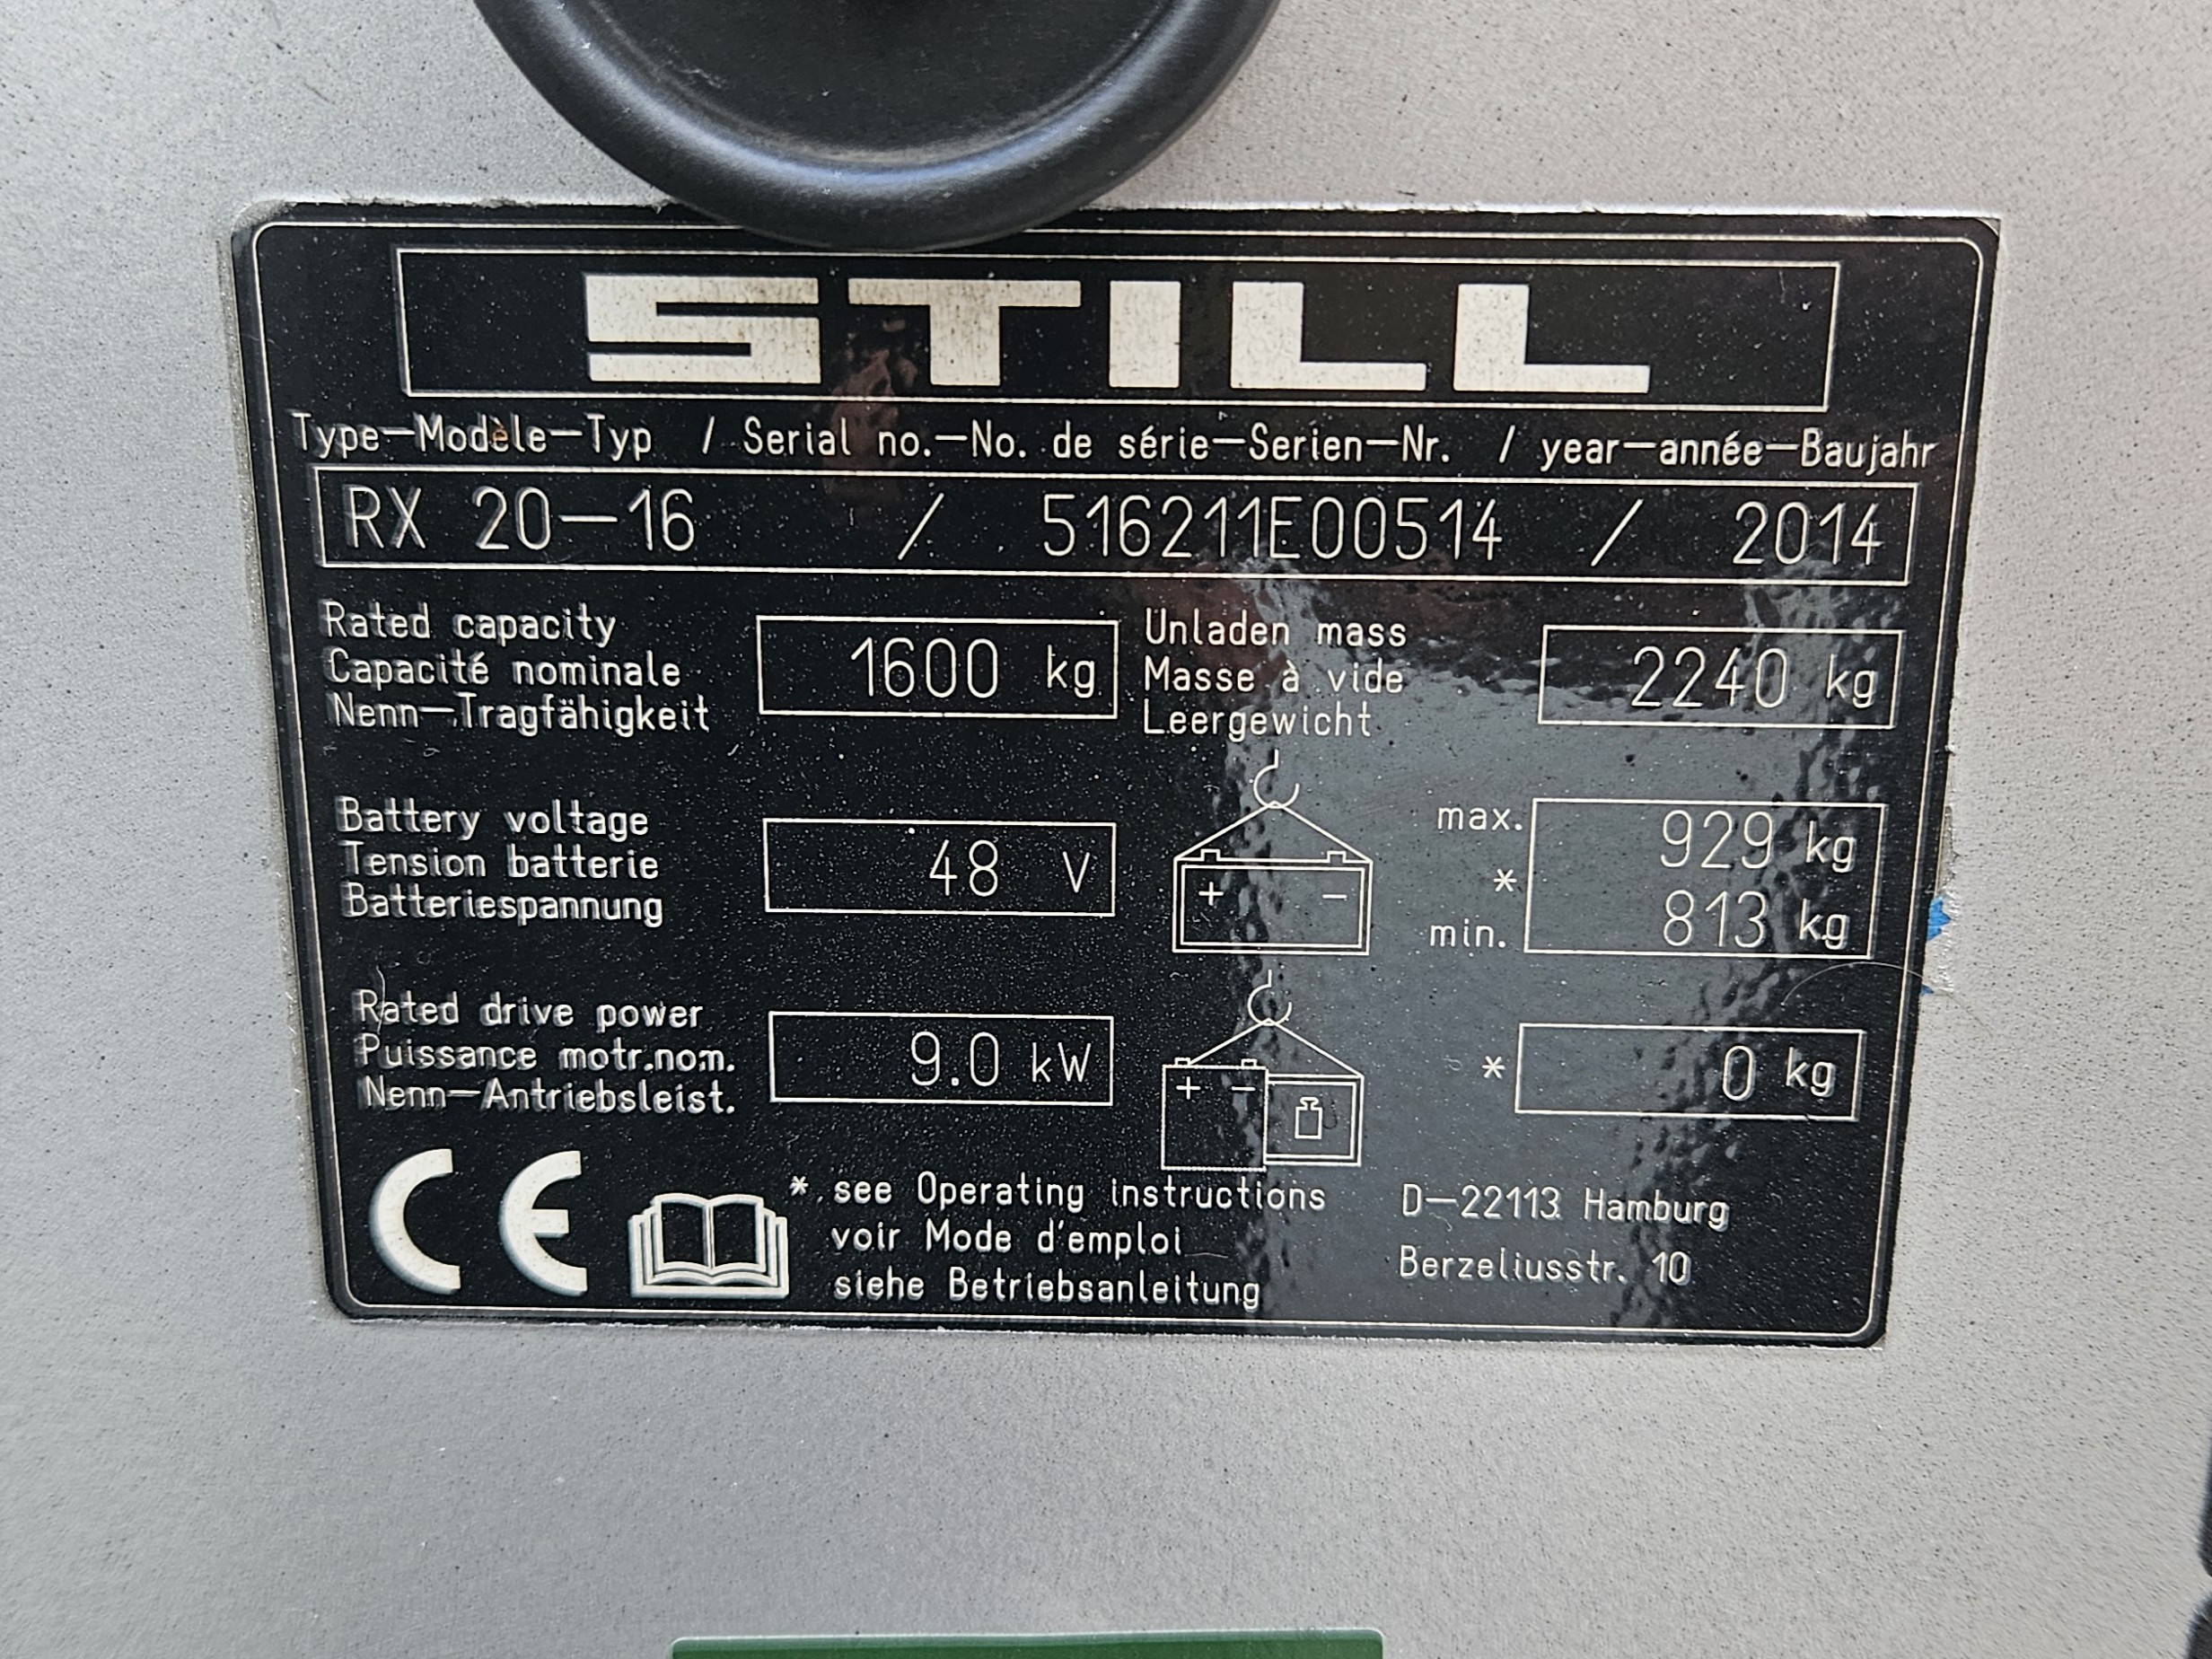 STILL
Type-Modèle-Typ / Serial no.-No. de série-Serien-Nr. / year-année-Baujahr
RX 20-16 / 516211E00514 / 2014
Rated capacity
Capacité nominale
Nenn-Tragfähigkeit
1600 kg
Unladen mass
Masse à vide
Leergewicht
2240 kg
Battery voltage
Tension batterie
Batteriespannung
48 V
+ -
max. 929 kg
*
min. 813 kg
Rated drive power
Puissance motr.nom.
Nenn-Antriebsleist.
9.0 kW
+ -
* 0 kg
CE
* see Operating instructions
voir Mode d'emploi
siehe Betriebsanleitung
D-22113 Hamburg
Berzeliusstr. 10